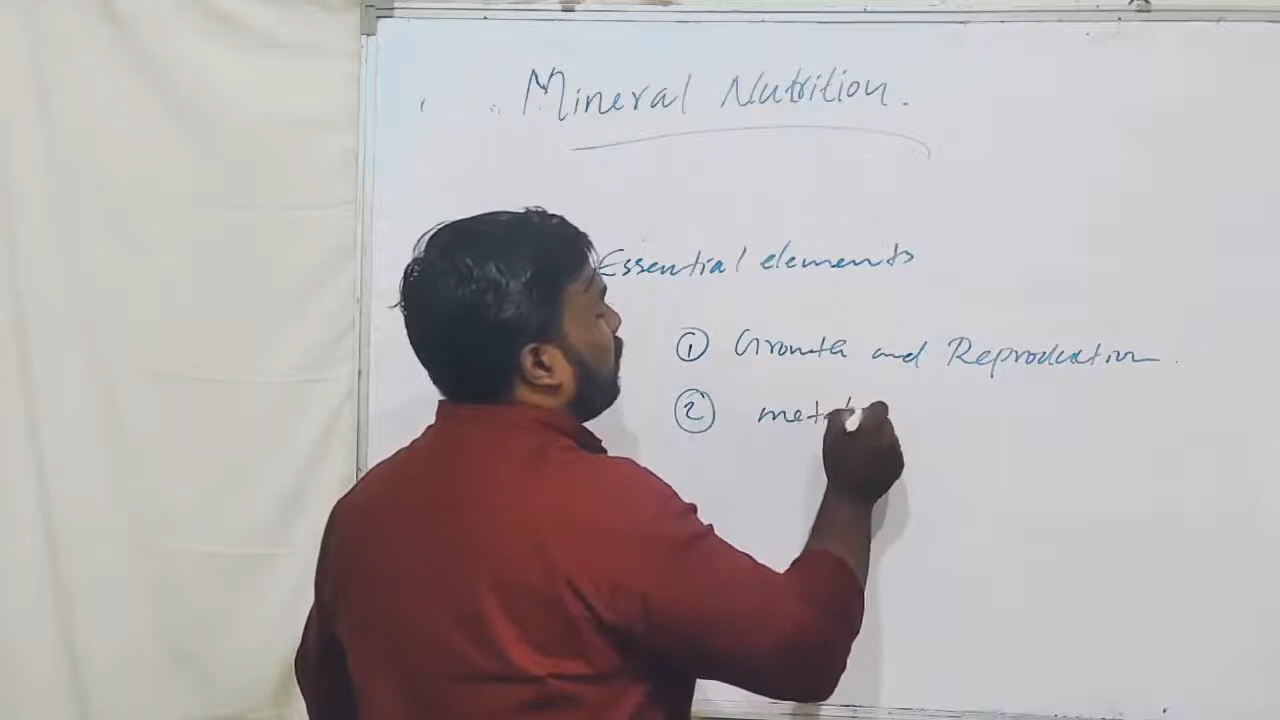 Mineral Nutrition.
Essential elements
① Growth and Reproduction.
② meta